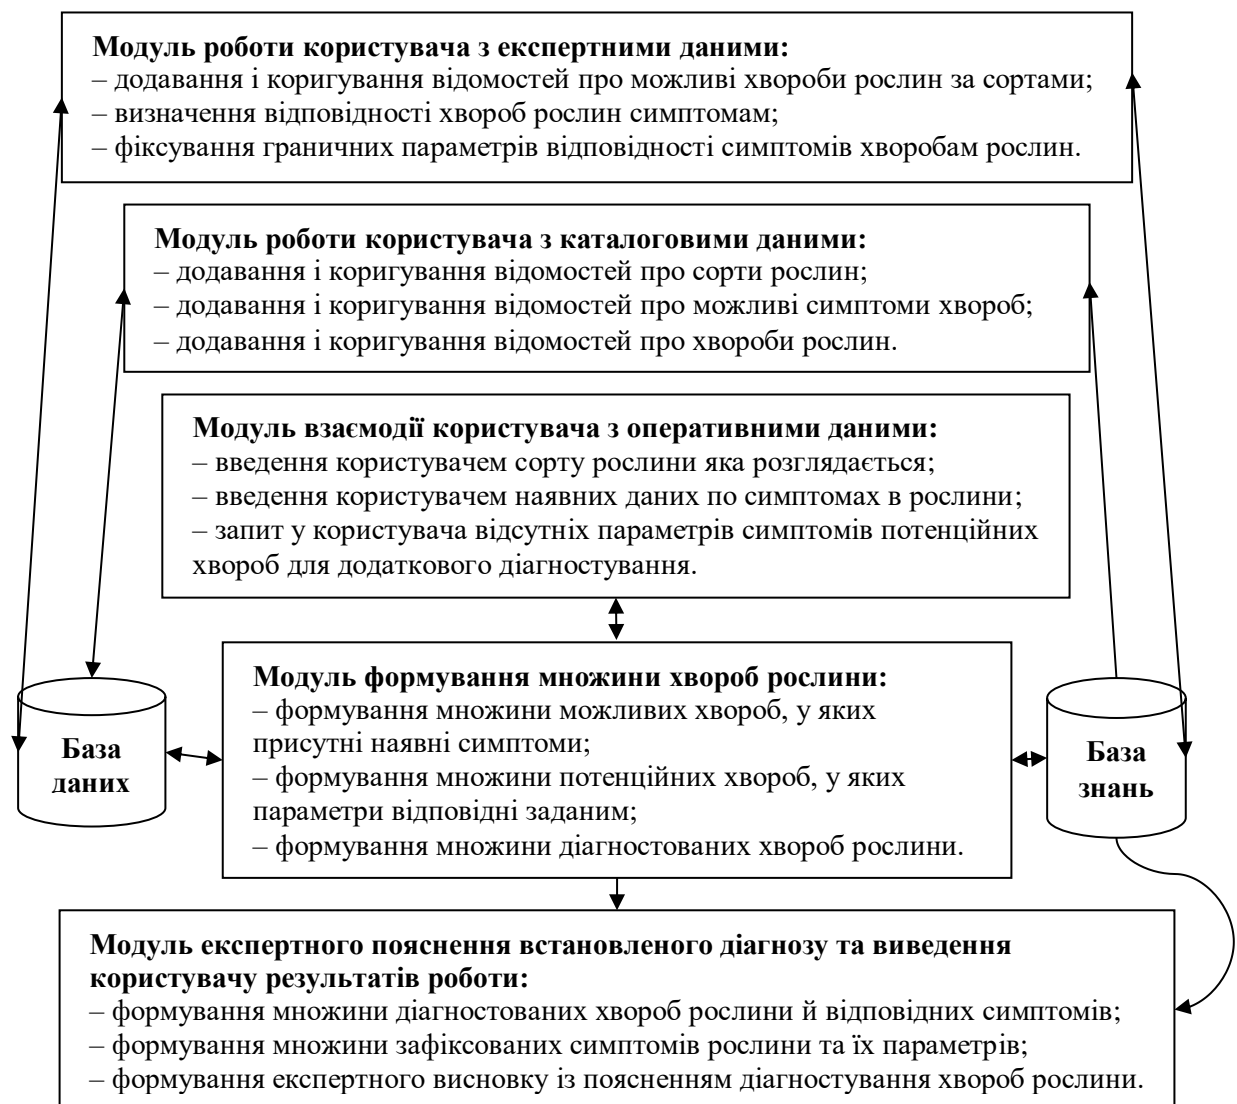 Модуль роботи користувача з експертними даними:
– додавання і коригування відомостей про можливі хвороби рослин за сортами;
– визначення відповідності хвороб рослин симптомам;
– фіксування граничних параметрів відповідності симптомів хворобам рослин.
Модуль роботи користувача з каталоговими даними:
– додавання і коригування відомостей про сорти рослин;
– додавання і коригування відомостей про можливі симптоми хвороб;
– додавання і коригування відомостей про хвороби рослин.
Модуль взаємодії користувача з оперативними даними:
– введення користувачем сорту рослини яка розглядається;
– введення користувачем наявних даних по симптомах в рослини;
– запит у користувача відсутніх параметрів симптомів потенційних
хвороб для додаткового діагностування.
База
даних
Модуль формування множини хвороб рослини:
– формування множини можливих хвороб, у яких
присутні наявні симптоми;
– формування множини потенційних хвороб, у яких
параметри відповідні заданим;
– формування множини діагностованих хвороб рослини.
База
знань
Модуль експертного пояснення встановленого діагнозу та виведення
користувачу результатів роботи:
– формування множини діагностованих хвороб рослини й відповідних симптомів;
– формування множини зафіксованих симптомів рослини та їх параметрів;
– формування експертного висновку із поясненням діагностування хвороб рослини.